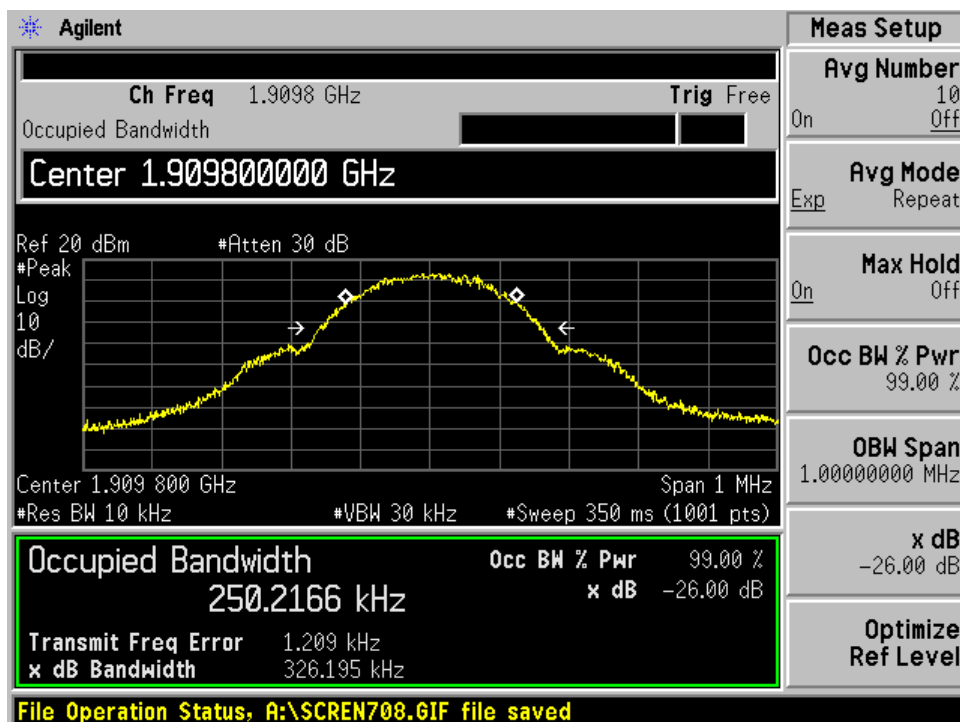 Agilent
Ch Freq 1.9098 GHz Trig Free
Occupied Bandwidth
Center 1.909800000 GHz
Ref 20 dBm #Atten 30 dB
#Peak
Log
10
dB/
Center 1.909 800 GHz Span 1 MHz
#Res BW 10 kHz #VBW 30 kHz #Sweep 350 ms (1001 pts)
Occupied Bandwidth Occ BW % Pwr 99.00 %
250.2166 kHz x dB -26.00 dB
Transmit Freq Error 1.209 kHz
x dB Bandwidth 326.195 kHz
File Operation Status, A:\SCREN708.GIF file saved
Meas Setup
Avg Number
10
On Off
Avg Mode
Exp Repeat
Max Hold
On Off
Occ BW % Pwr
99.00 %
OBW Span
1.00000000 MHz
x dB
-26.00 dB
Optimize
Ref Level